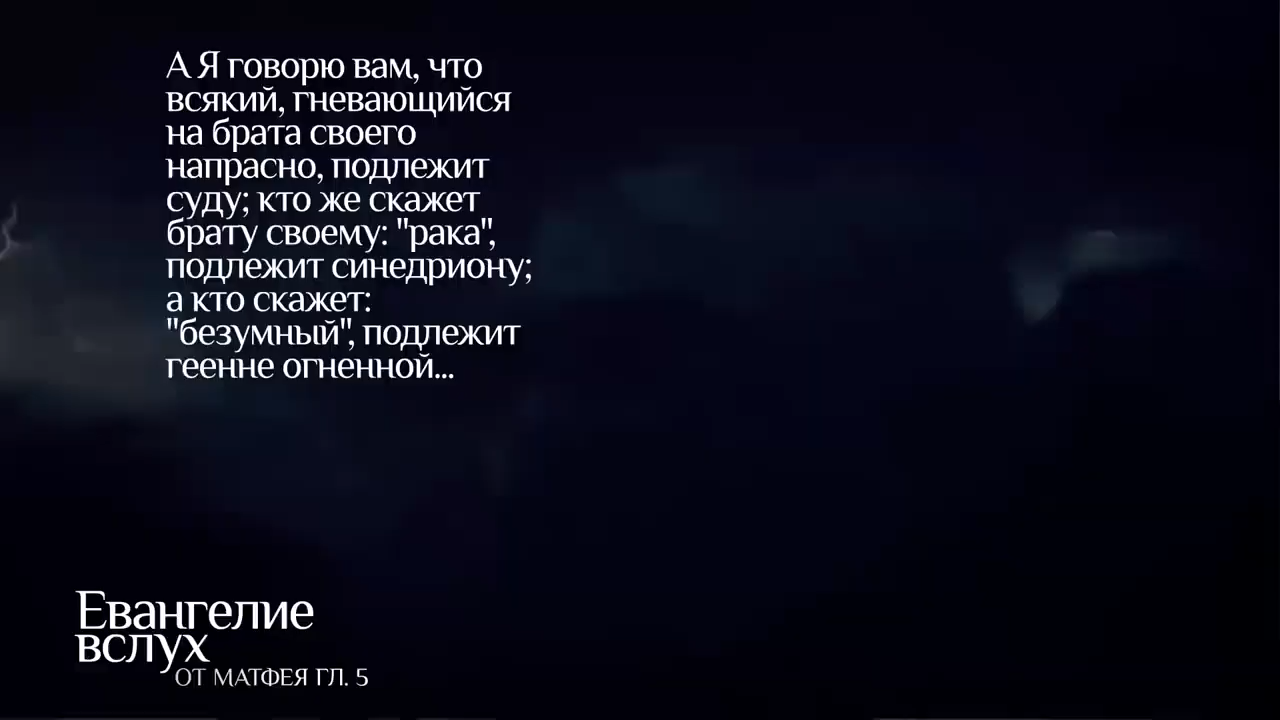 А Я говорю вам, что
всякий, гневающийся
на брата своего
напрасно, подлежит
суду; кто же скажет
брату своему: "рака",
подлежит синедриону;
а кто скажет:
"безумный", подлежит
геенне огненной...
Евангелие
вслух
ОТ МАТФЕЯ ГЛ. 5